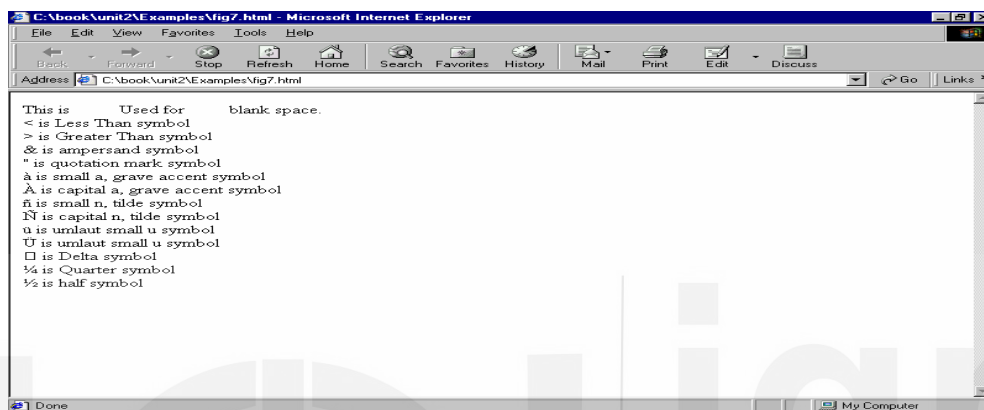 C:\book\unit2\Examples\fig7.html - Microsoft Internet Explorer
File Edit View Favorites Tools Help
Back Forward Stop Refresh Home Search Favorites History Mail Print Edit Discuss
Address C:\book\unit2\Examples\fig7.html Go Links
This is Used for blank space.
< is Less Than symbol
> is Greater Than symbol
& is ampersand symbol
" is quotation mark symbol
à is small a, grave accent symbol
À is capital a, grave accent symbol
ñ is small n, tilde symbol
Ñ is capital n, tilde symbol
ü is umlaut small u symbol
Ü is umlaut small u symbol
□ is Delta symbol
¼ is Quarter symbol
½ is half symbol
Done My Computer